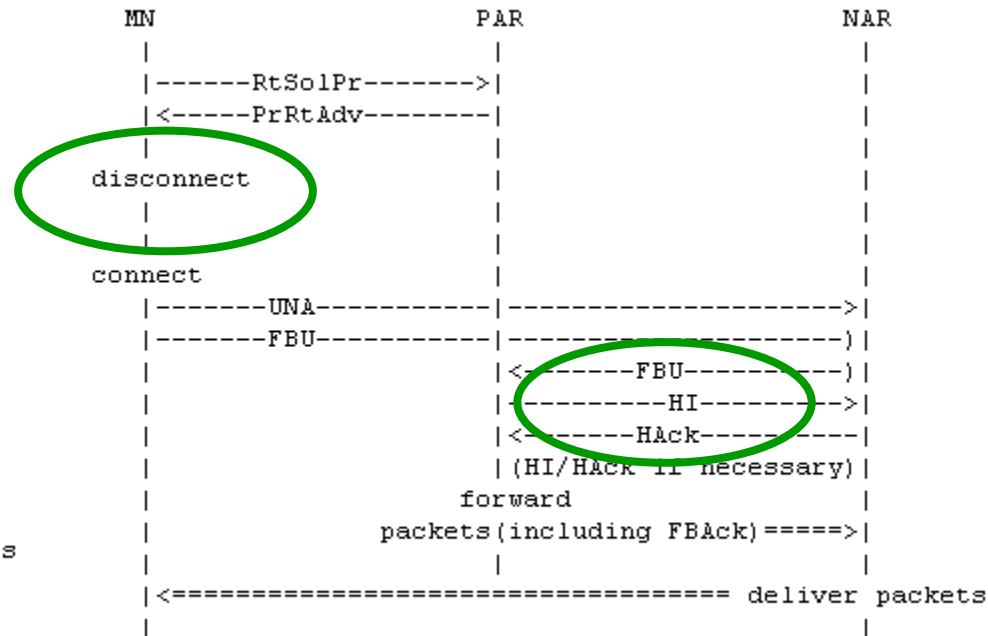 MN PAR NAR
| | |
|------RtSolPr------->| |
|<-----PrRtAdv--------| |
| | |
disconnect | |
| | |
| | |
connect | |
|-------UNA-----------|--------------------->|
|-------FBU-----------|---------------------)|
| |<-------FBU----------)|
| |----------HI--------->|
| |<-------HAck----------|
| |(HI/HAck if necessary)|
| forward |
| packets(including FBAck)=====>|
s
| | |
|<=================================== deliver packets
| |